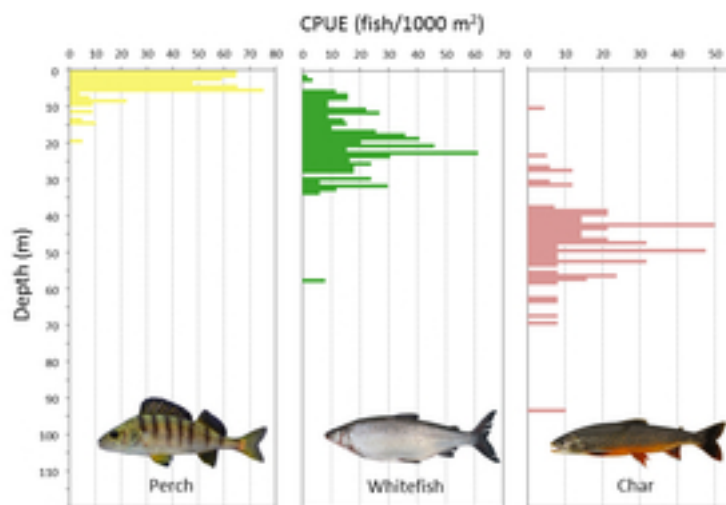 CPUE (fish/1000 m²)
0 10 20 30 40 50 60 70 80
0 10 20 30 40 50 60 70
0 10 20 30 40 50
Depth (m)
0
10
20
30
40
50
60
70
80
90
100
110
Perch
Whitefish
Char